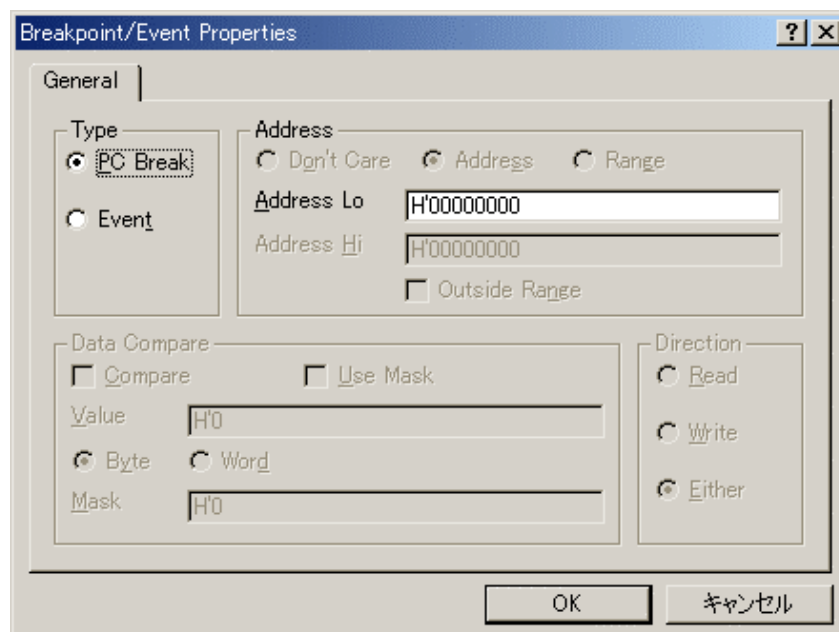 Breakpoint/Event Properties
General
Type
PC Break
Event
Address
Don't Care Address Range
Address Lo H'00000000
Address Hi H'00000000
Outside Range
Data Compare
Compare Use Mask
Value H'0
Byte Word
Mask H'0
Direction
Read
Write
Either
OK キャンセル